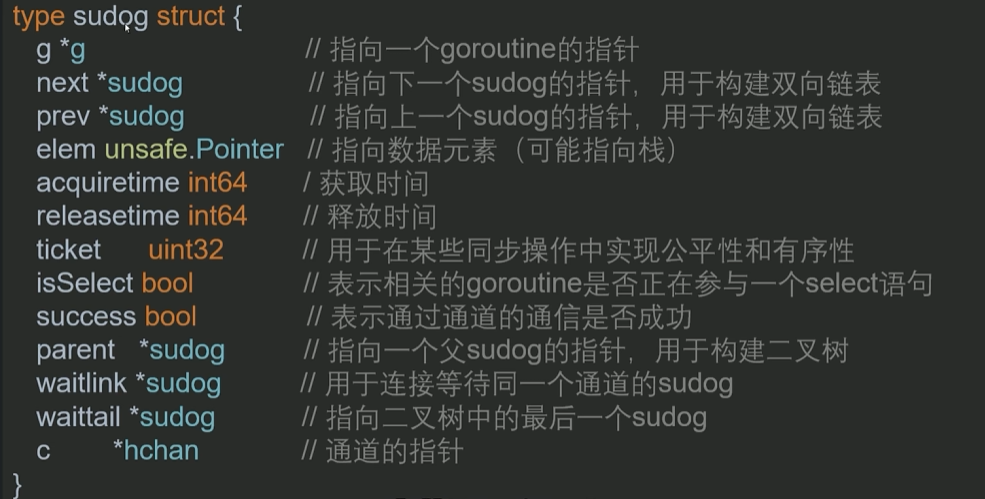 type sudog struct {
g *g // 指向一个goroutine的指针
next *sudog // 指向下一个sudog的指针，用于构建双向链表
prev *sudog // 指向上一个sudog的指针，用于构建双向链表
elem unsafe.Pointer // 指向数据元素（可能指向栈）
acquiretime int64 / 获取时间
releasetime int64 // 释放时间
ticket uint32 // 用于在某些同步操作中实现公平性和有序性
isSelect bool // 表示相关的goroutine是否正在参与一个select语句
success bool // 表示通过通道的通信是否成功
parent *sudog // 指向一个父sudog的指针，用于构建二叉树
waitlink *sudog // 用于连接等待同一个通道的sudog
waittail *sudog // 指向二叉树中的最后一个sudog
c *hchan // 通道的指针
}